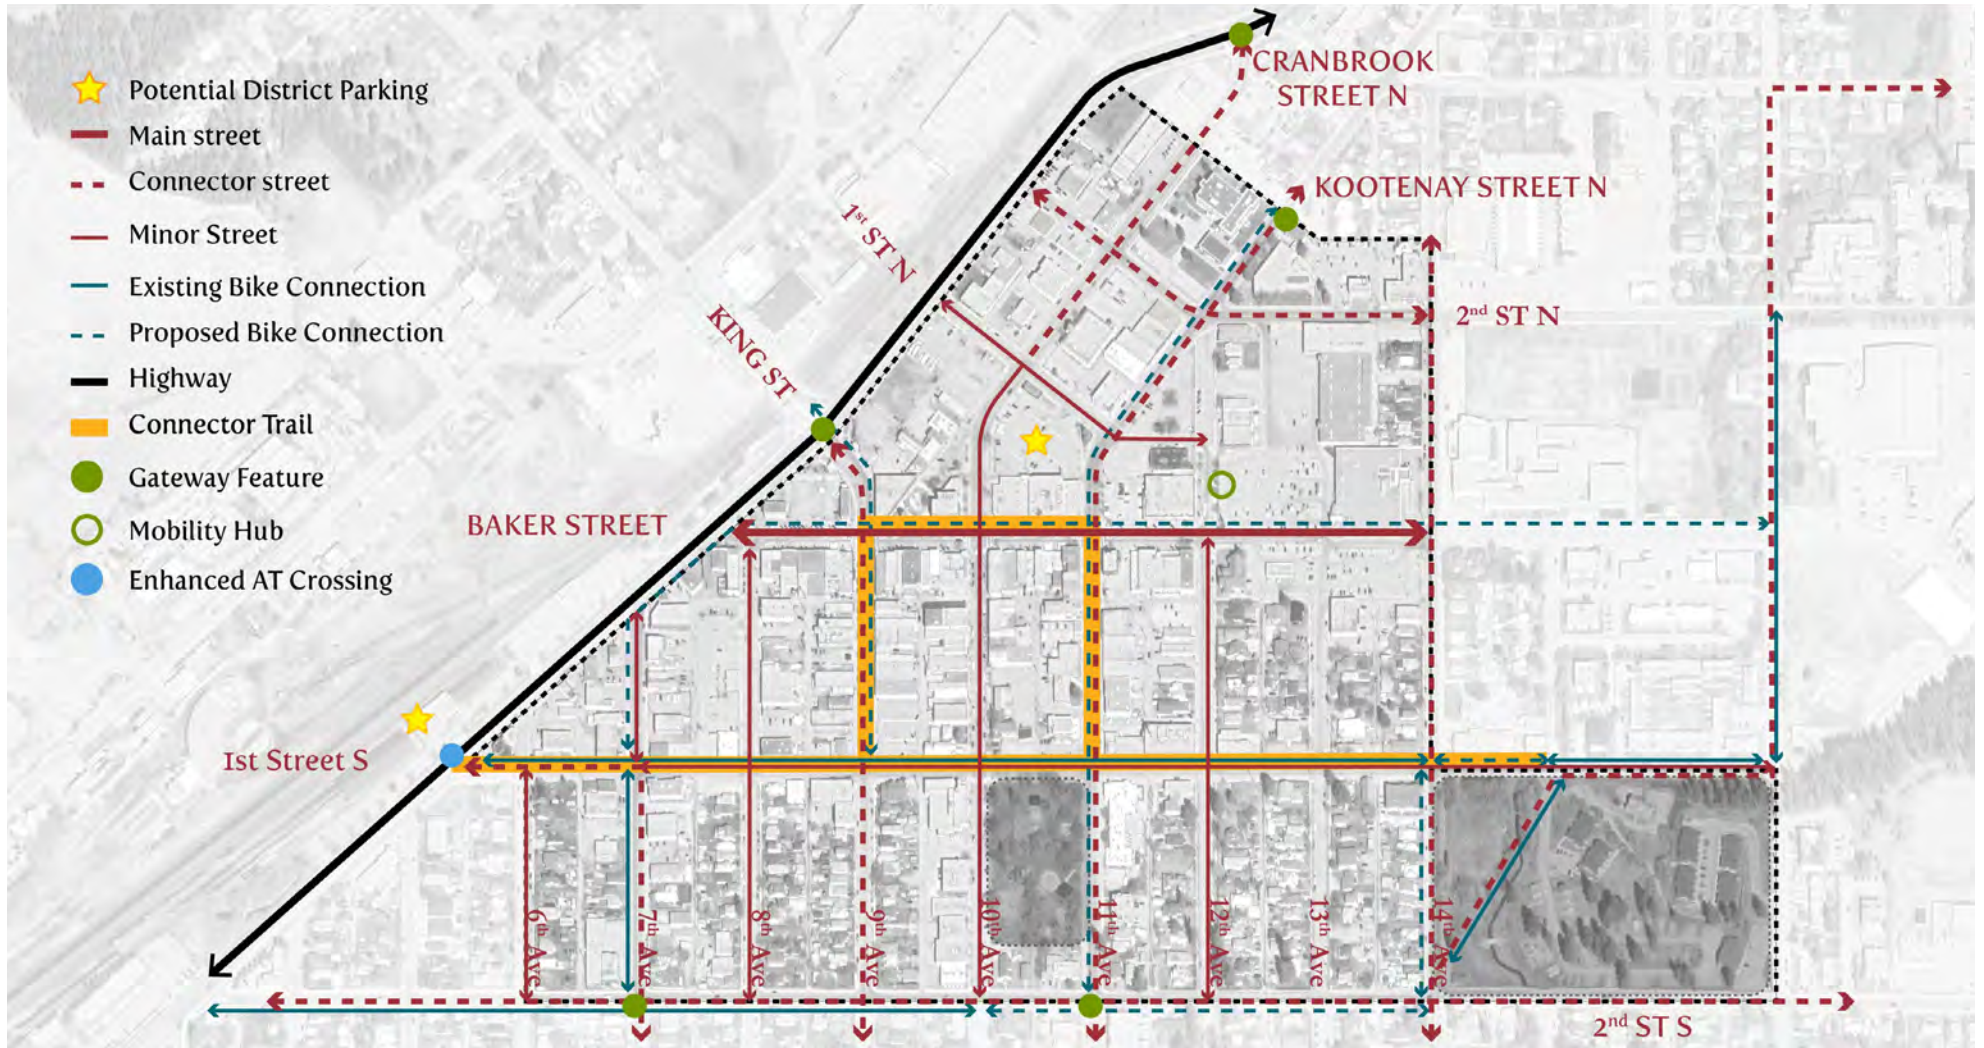 Potential District Parking
Main street
Connector street
Minor Street
Existing Bike Connection
Proposed Bike Connection
Highway
Connector Trail
Gateway Feature
Mobility Hub
Enhanced AT Crossing
CRANBROOK
STREET N
KOOTENAY STREET N
1st ST N
2nd ST N
KING ST
BAKER STREET
1st Street S
6th Ave
7th Ave
8th Ave
9th Ave
10th Ave
11th Ave
12th Ave
13th Ave
14th Ave
2nd ST S